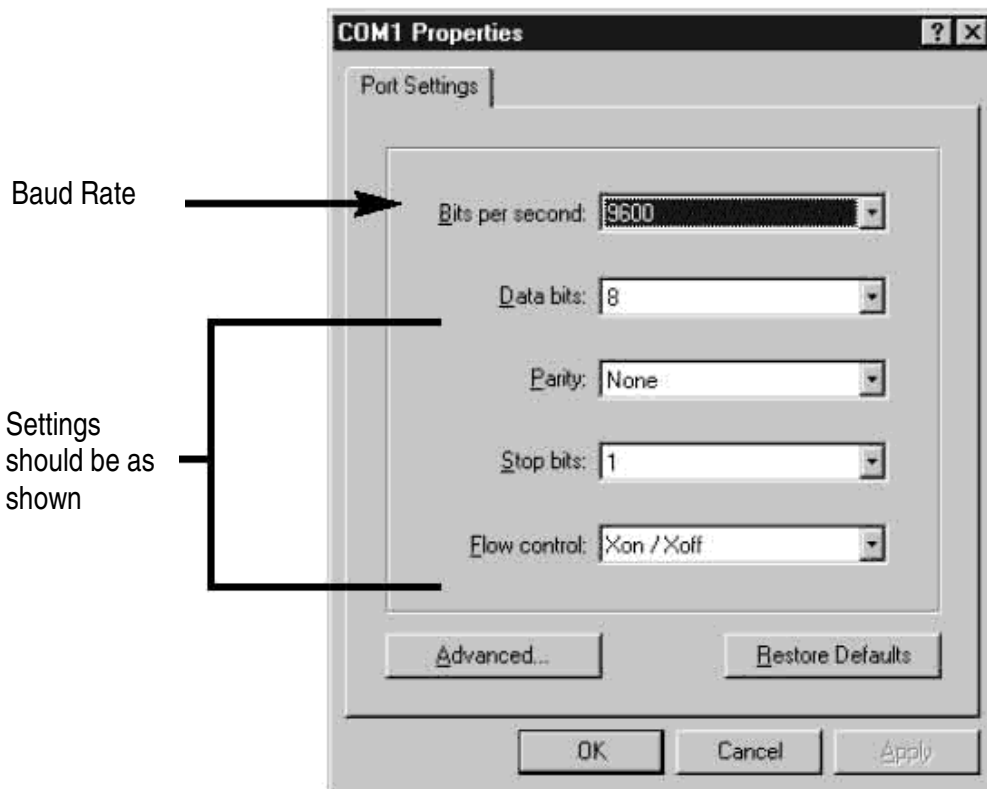 COM1 Properties
Port Settings
Baud Rate
Bits per second: 9600
Data bits: 8
Parity: None
Settings
should be as
shown
Stop bits: 1
Flow control: Xon / Xoff
Advanced...
Restore Defaults
OK
Cancel
Apply